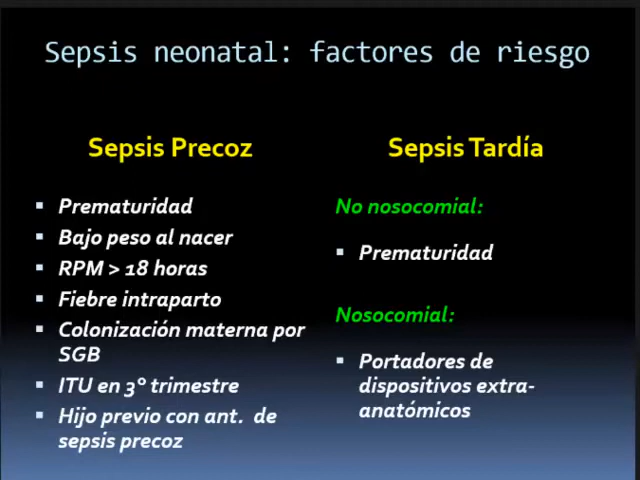 Sepsis neonatal: factores de riesgo
Sepsis Precoz
Prematuridad
Bajo peso al nacer
RPM > 18 horas
Fiebre intraparto
Colonización materna por
SGB
ITU en 3º trimestre
Hijo previo con ant. de
sepsis precoz
Sepsis Tardía
No nosocomial:
Prematuridad
Nosocomial:
Portadores de
dispositivos extra-
anatómicos